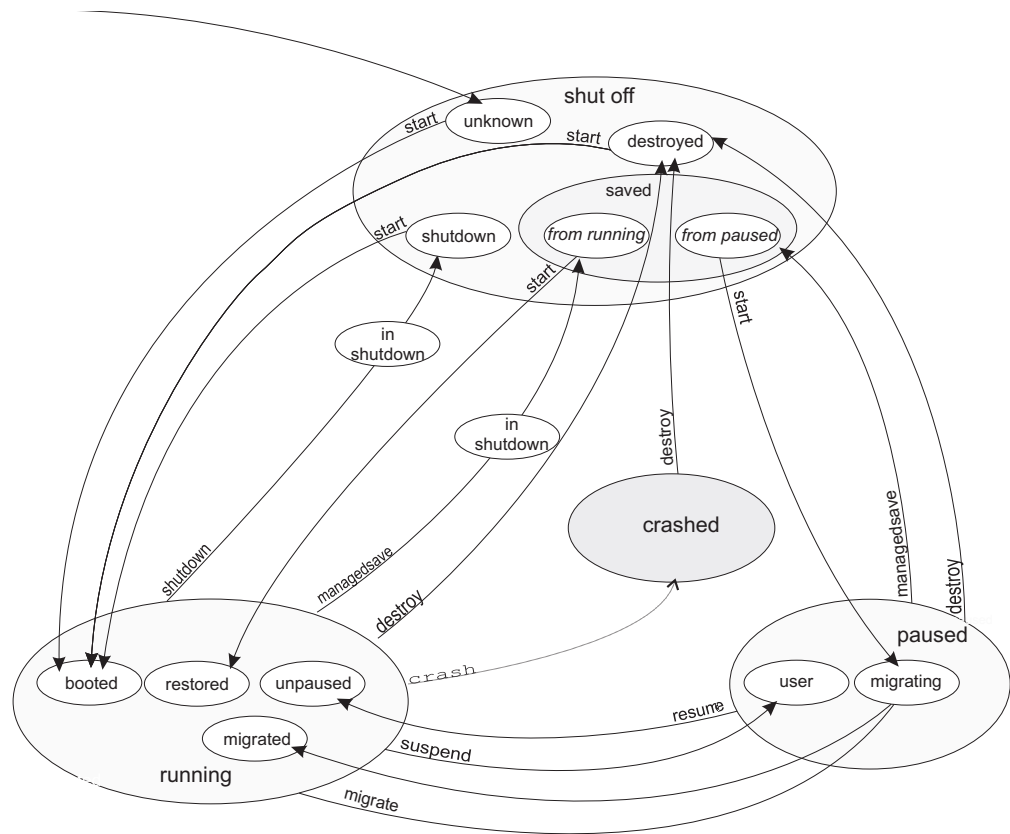 shut off
start
unknown
start
destroyed
saved
start
shutdown
from running
from paused
start
start
in
shutdown
in
shutdown
destroy
crashed
shutdown
managedsave
destroy
managedsave
destroy
paused
crash
booted
restored
unpaused
user
migrating
resume
migrated
suspend
running
migrate